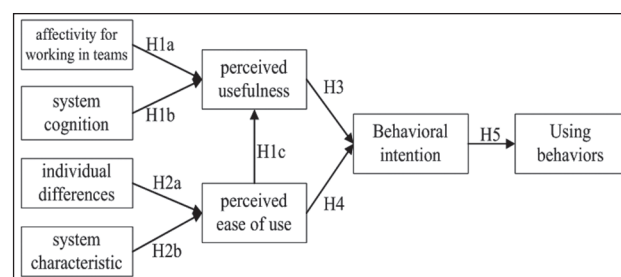 affectivity for
working in teams
H1a
system
cognition
H1b
perceived
usefulness
H3
H1c
Behavioral
intention
H5
Using
behaviors
individual
differences
H2a
perceived
ease of use
H4
system
characteristic
H2b